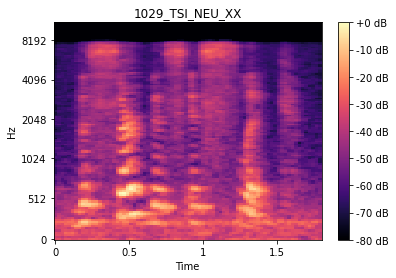 1029_TSI_NEU_XX
+0 dB
8192
-10 dB
4096
-20 dB
-30 dB
2048
-40 dB
Hz
1024
-50 dB
512
-60 dB
-70 dB
0
-80 dB
0
0.5
1
1.5
Time